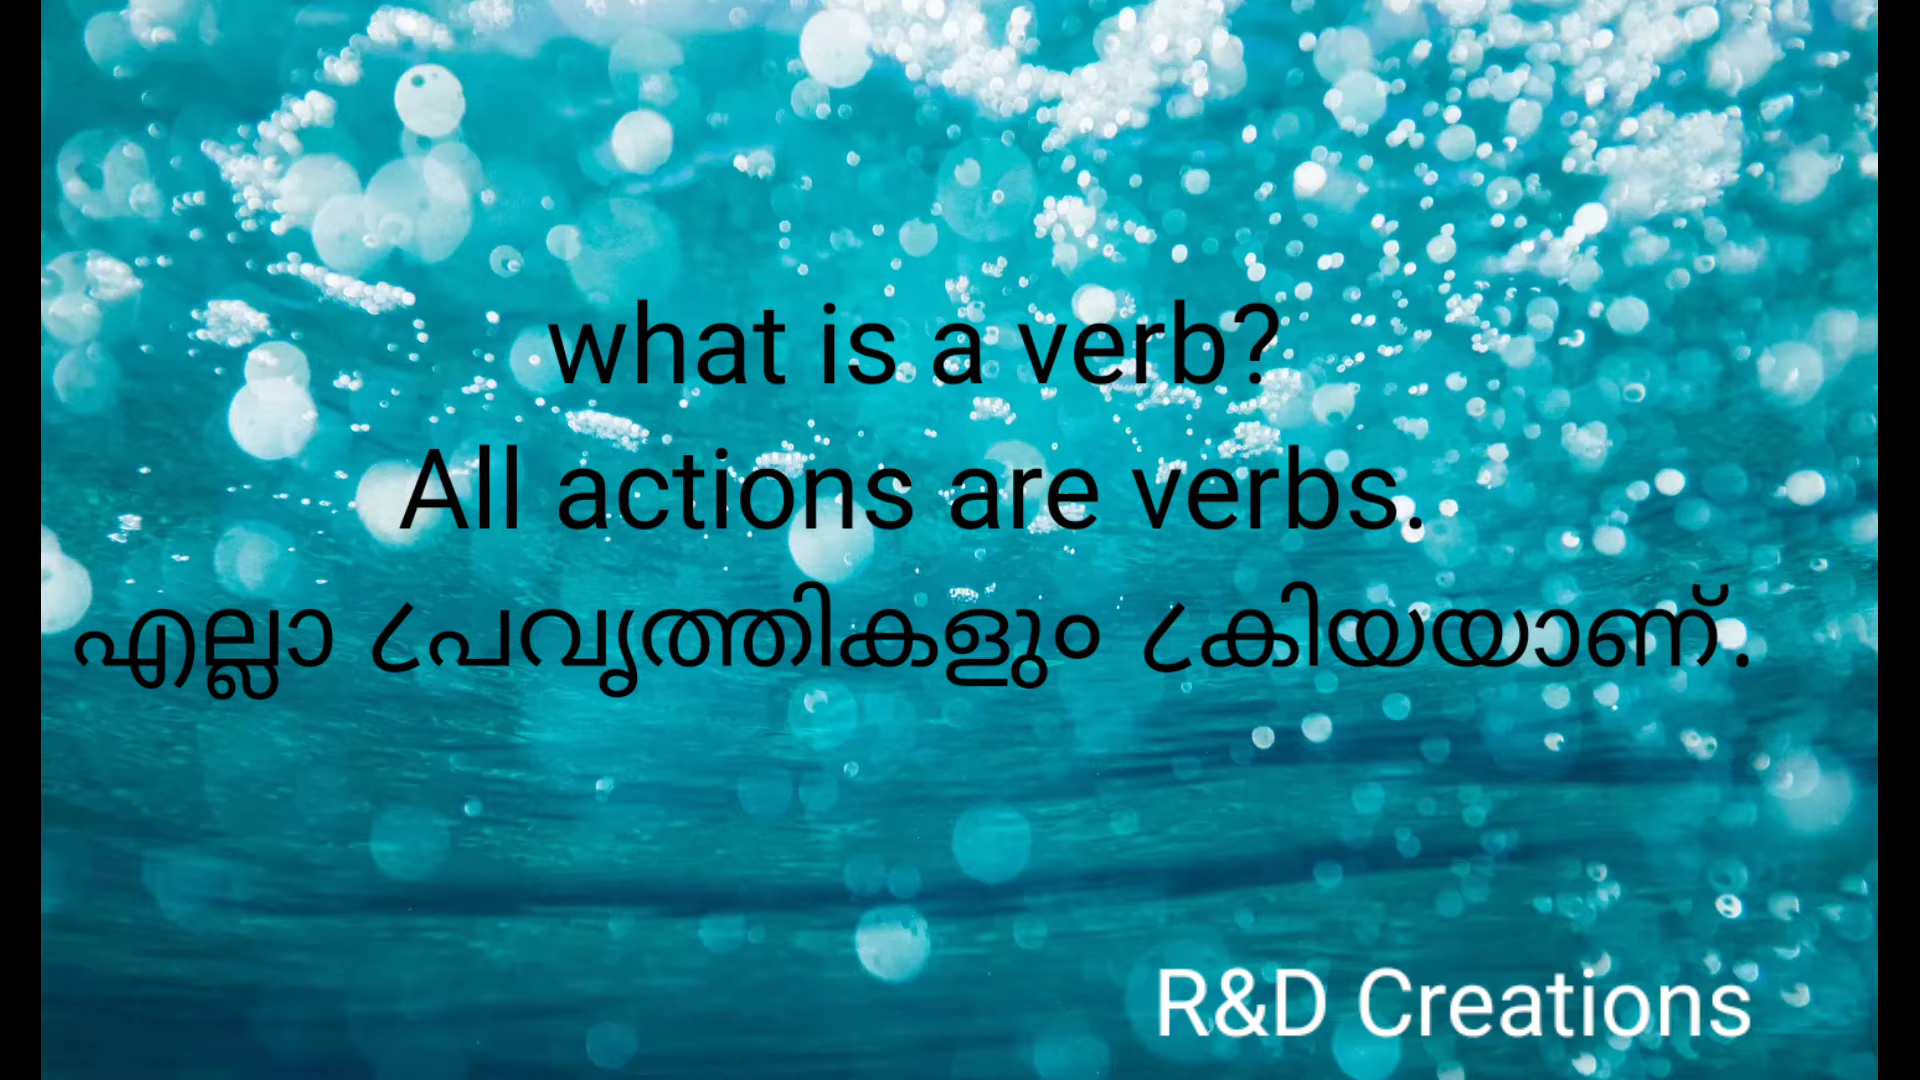 what is a verb?
All actions are verbs.
എല്ലാ പ്രവൃത്തികളും ക്രിയയാണ്.
R&D Creations